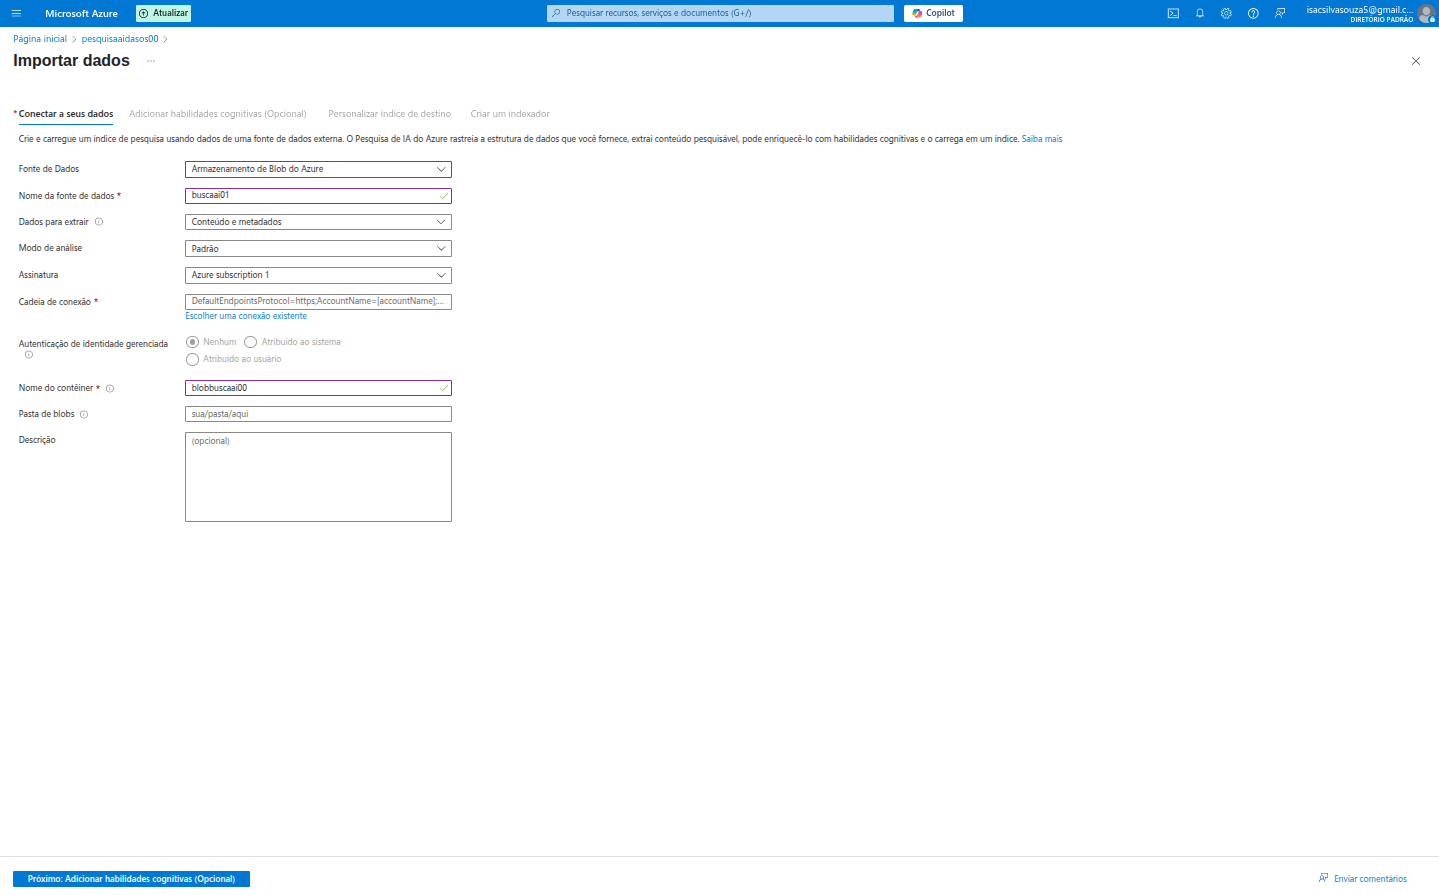 Microsoft Azure
Atualizar
Pesquisar recursos, serviços e documentos (G+/)
Copilot
isacsilvasouza5@gmail.c...
DIRETÓRIO PADRÃO
Página inicial
pesquisaaidasos00
Importar dados
...
* Conectar a seus dados
Adicionar habilidades cognitivas (Opcional)
Personalizar índice de destino
Criar um indexador
Crie e carregue um índice de pesquisa usando dados de uma fonte de dados externa. O Pesquisa de IA do Azure rastreia a estrutura de dados que você fornece, extrai conteúdo pesquisável, pode enriquecê-lo com habilidades cognitivas e o carrega em um índice. Saiba mais
Fonte de Dados
Armazenamento de Blob do Azure
Nome da fonte de dados *
buscaai01
Dados para extrair
Conteúdo e metadados
Modo de análise
Padrão
Assinatura
Azure subscription 1
Cadeia de conexão *
DefaultEndpointsProtocol=https;AccountName=[accountName];...
Escolher uma conexão existente
Autenticação de identidade gerenciada
Nenhum
Atribuído ao sistema
Atribuído ao usuário
Nome do contêiner *
blobbuscaai00
Pasta de blobs
sua/pasta/aqui
Descrição
(opcional)
Próximo: Adicionar habilidades cognitivas (Opcional)
Enviar comentários